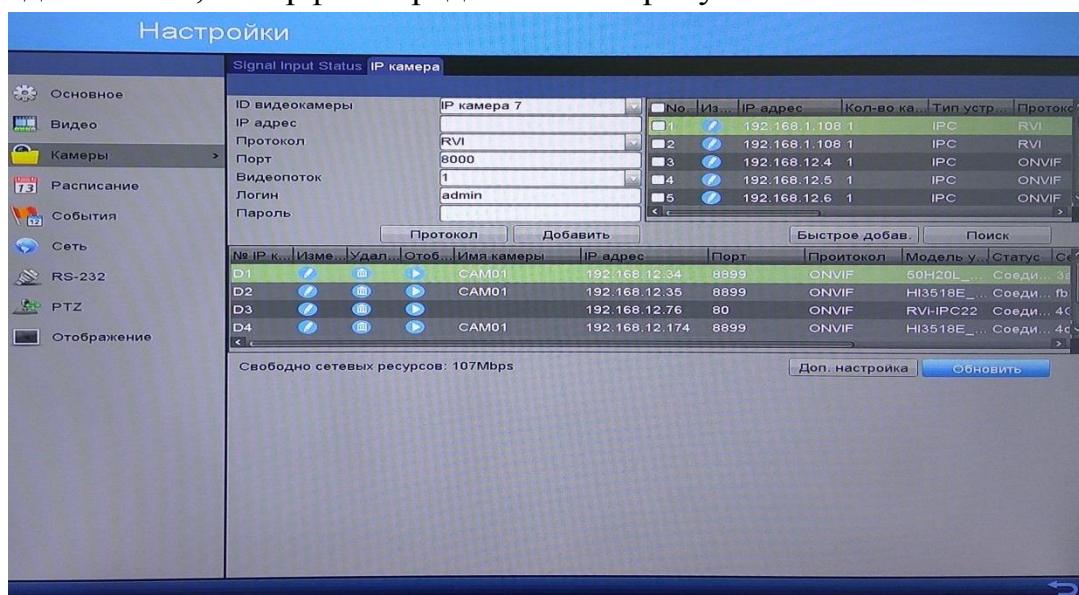 Настройки
Signal Input Status IP камера
Основное
Видео
Камеры >
Расписание
События
Сеть
RS-232
PTZ
Отображение
ID видеокамеры IP камера 7
IP адрес
Протокол RVI
Порт 8000
Видеопоток 1
Логин admin
Пароль
Протокол Добавить
No. Из... IP адрес Кол-во ка... Тип устр... Протокс
1 192.168.1.108 1 IPC RVI
2 192.168.1.108 1 IPC RVI
3 192.168.12.4 1 IPC ONVIF
4 192.168.12.5 1 IPC ONVIF
5 192.168.12.6 1 IPC ONVIF
Быстрое добав. Поиск
№ IP к... Изме... Удал... Отоб... Имя камеры IP адрес Порт Проитокол Модель у... Статус Се
D1 CAM01 192.168.12.34 8899 ONVIF 50H20L_... Соеди...
D2 CAM01 192.168.12.35 8899 ONVIF HI3518E_... Соеди... fb
D3 192.168.12.76 80 ONVIF RVI-IPC22 Соеди...
D4 CAM01 192.168.12.174 8899 ONVIF HI3518E_... Соеди...
Свободно сетевых ресурсов: 107Mbps
Доп. настройка Обновить